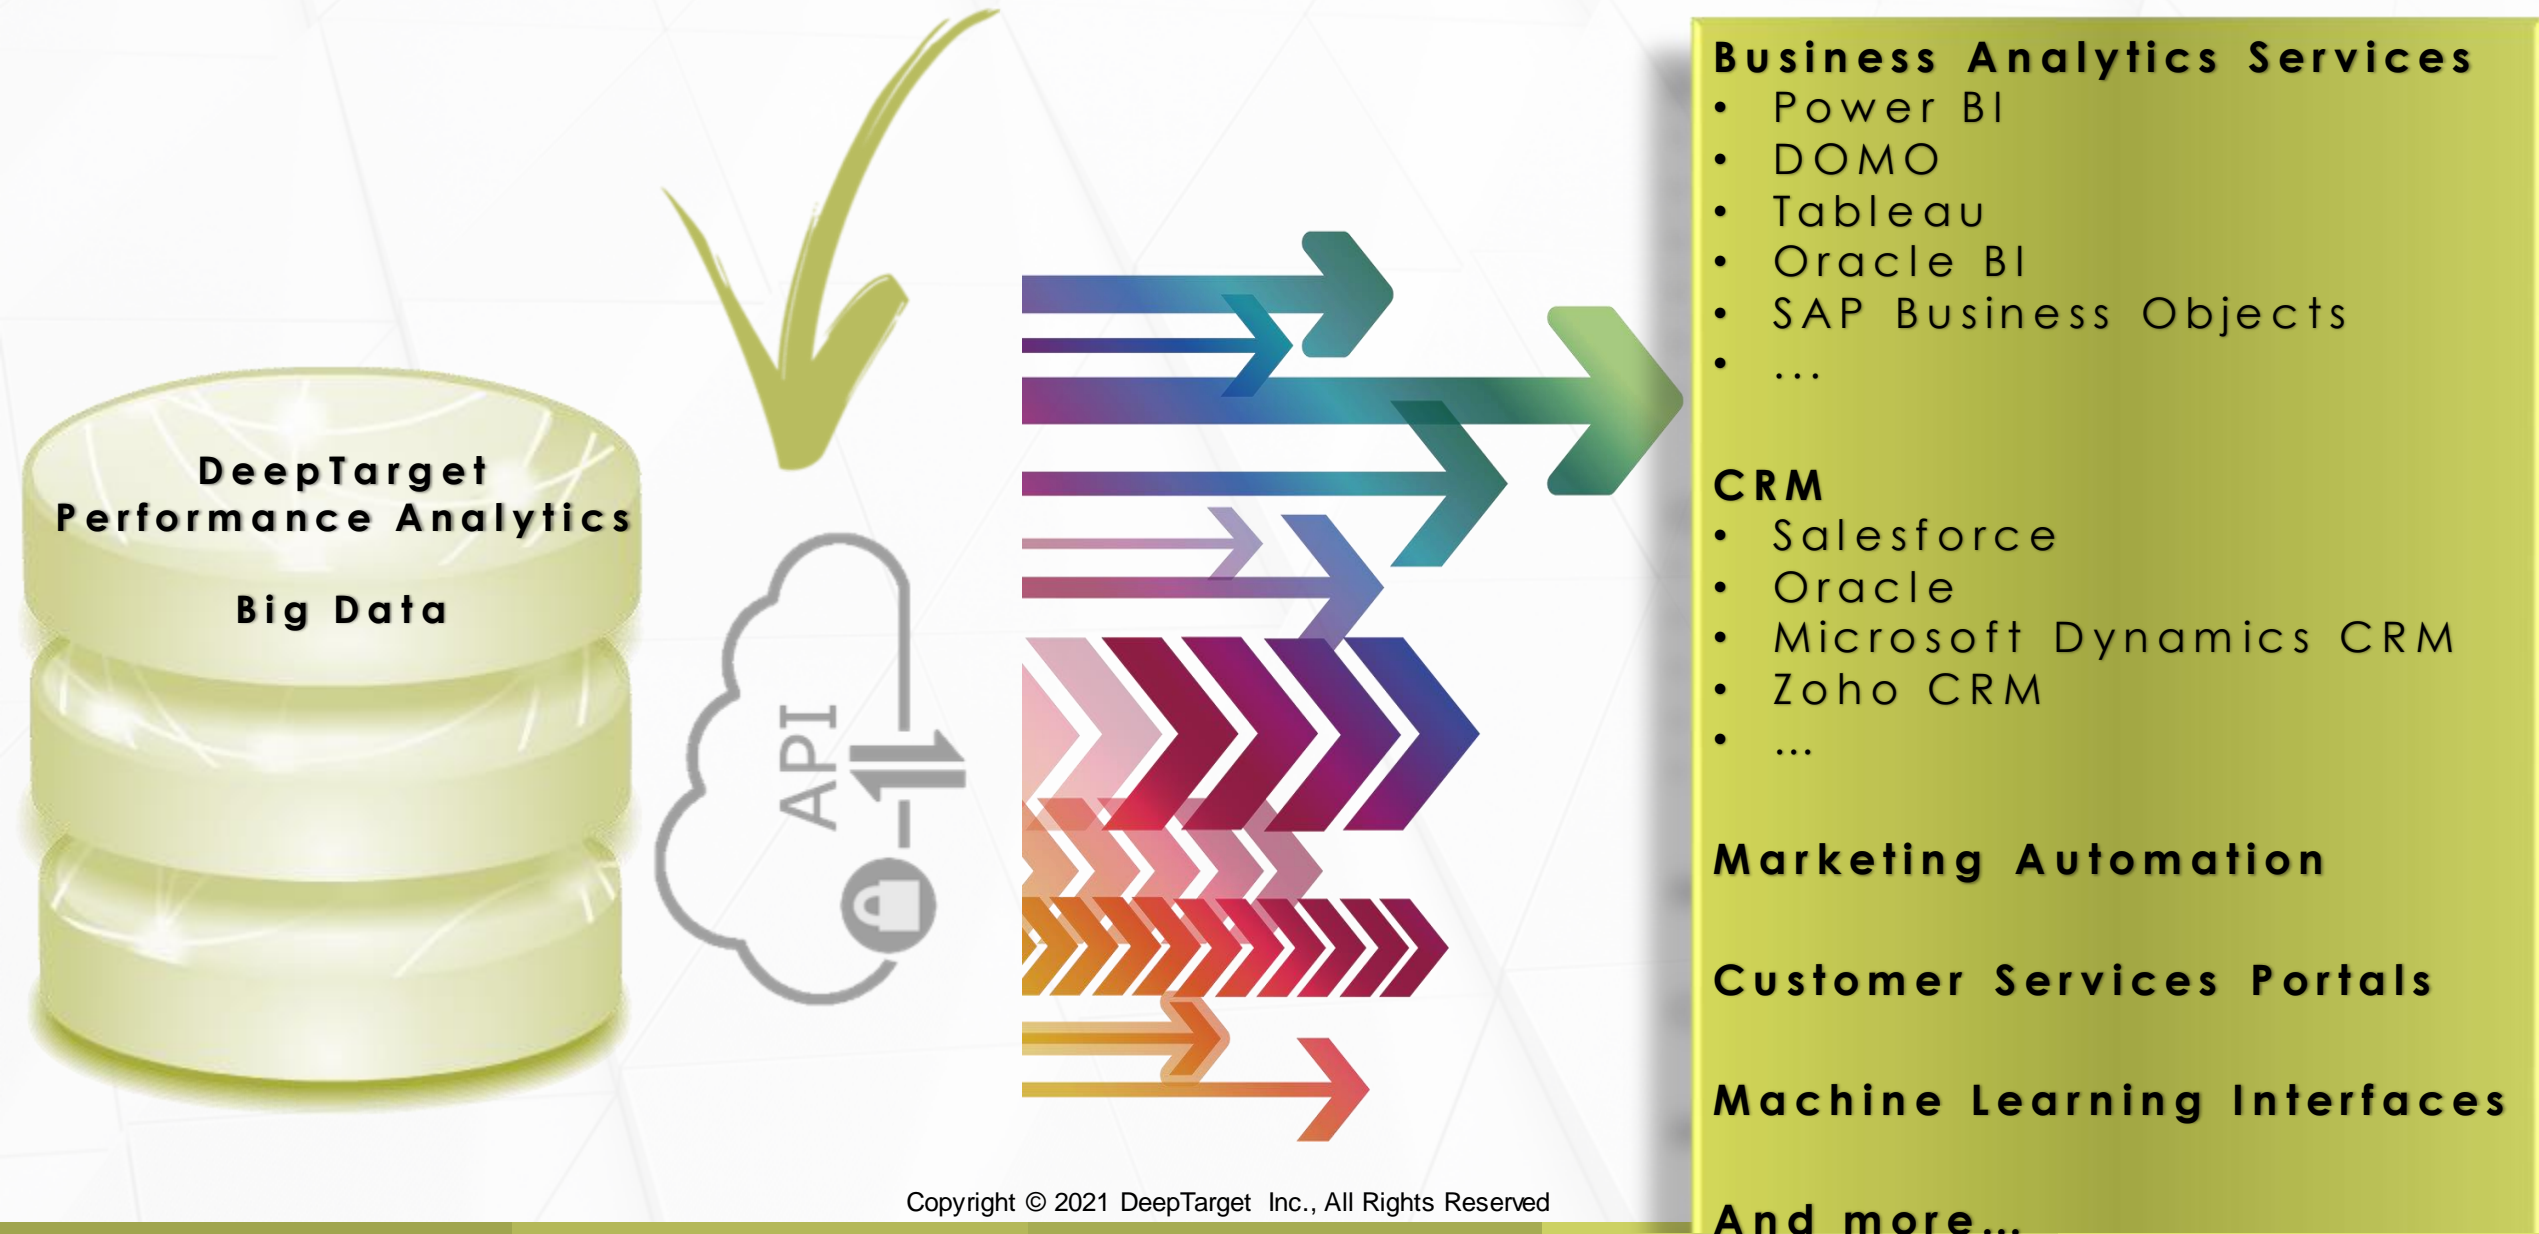 DeepTarget
Performance Analytics
Big Data
API
Business Analytics Services
• Power BI
• DOMO
• Tableau
• Oracle BI
• SAP Business Objects
• ...
CRM
• Salesforce
• Oracle
• Microsoft Dynamics CRM
• Zoho CRM
• ...
Marketing Automation
Customer Services Portals
Machine Learning Interfaces
And more…
Copyright © 2021 DeepTarget Inc., All Rights Reserved